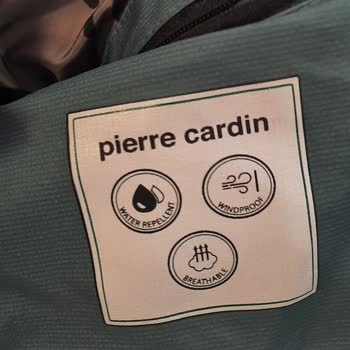 pierre cardin
WATER REPELLENT
WINDPROOF
BREATHABLE